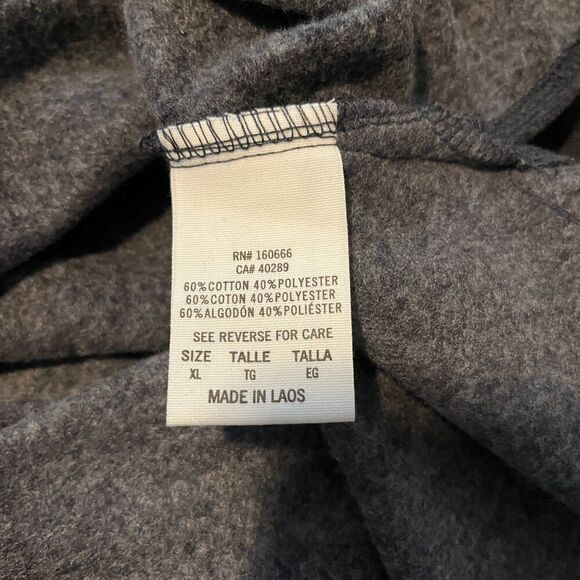 RN# 160666
CA# 40289
60%COTTON 40%POLYESTER
60%COTON 40%POLYESTER
60%ALGODÓN 40%POLIÉSTER
SEE REVERSE FOR CARE
SIZE TALLE TALLA
XL TG EG
MADE IN LAOS